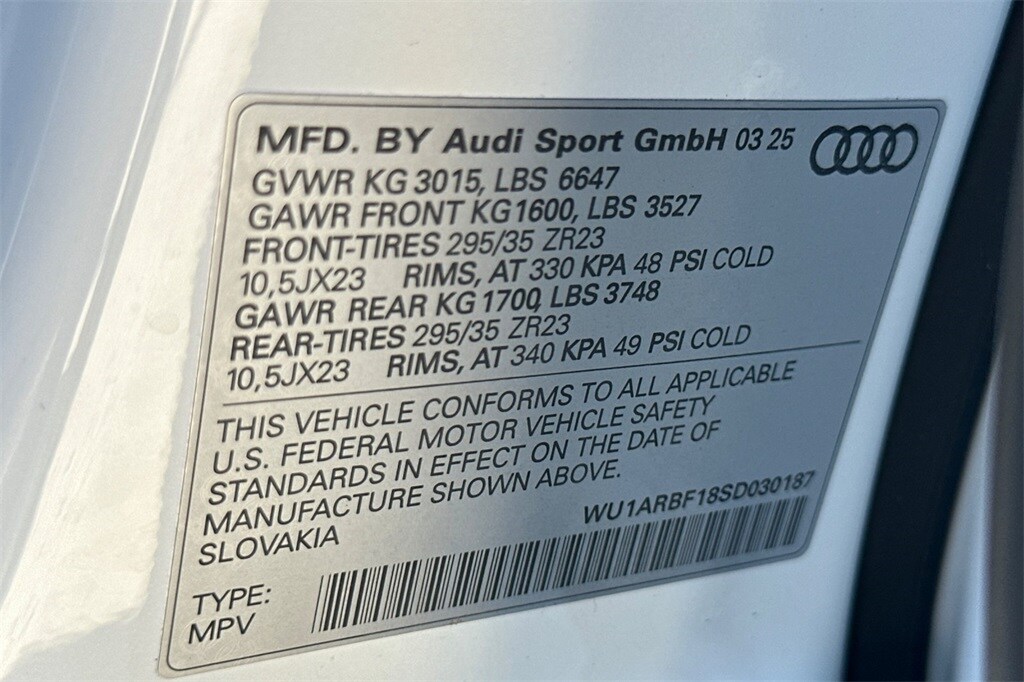 MFD. BY Audi Sport GmbH 03 25
GVWR KG 3015, LBS 6647
GAWR FRONT KG 1600, LBS 3527
FRONT-TIRES 295/35 ZR23
10,5JX23 RIMS, AT 330 KPA 48 PSI COLD
GAWR REAR KG 1700, LBS 3748
REAR-TIRES 295/35 ZR23
10,5JX23 RIMS, AT 340 KPA 49 PSI COLD
THIS VEHICLE CONFORMS TO ALL APPLICABLE
U.S. FEDERAL MOTOR VEHICLE SAFETY
STANDARDS IN EFFECT ON THE DATE OF
MANUFACTURE SHOWN ABOVE.
SLOVAKIA
WU1ARBF18SD030187
TYPE:
MPV